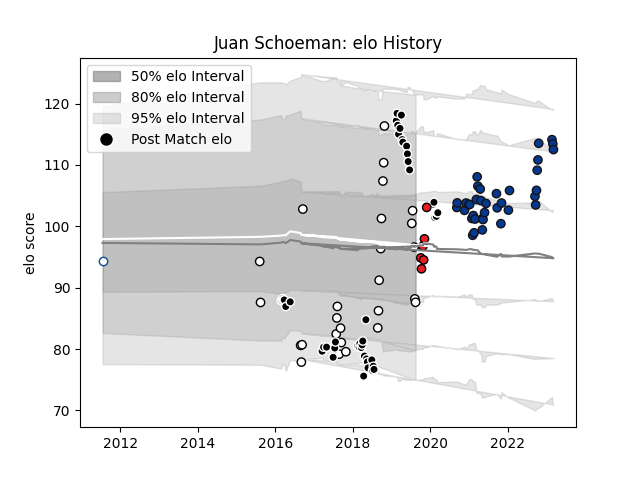 Juan Schoeman: elo History
50% elo Interval
80% elo Interval
95% elo Interval
Post Match elo
elo score
120
110
100
90
80
70
2012
2014
2016
2018
2020
2022